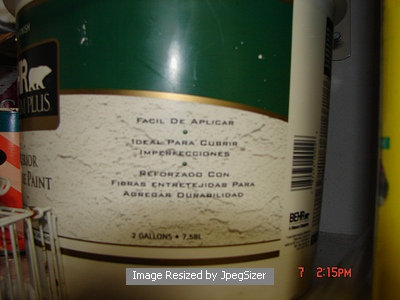 R
PLUS
FACIL DE APLICAR
•
IDEAL PARA CUBRIR
IMPERFECCIONES
•
REFORZADO CON
FIBRAS ENTRETEJIDAS PARA
AGREGAR DURABILIDAD
PAINT
2 GALLONS • 7.58L
BEHR
Image Resized by JpegSizer
7 2:15PM